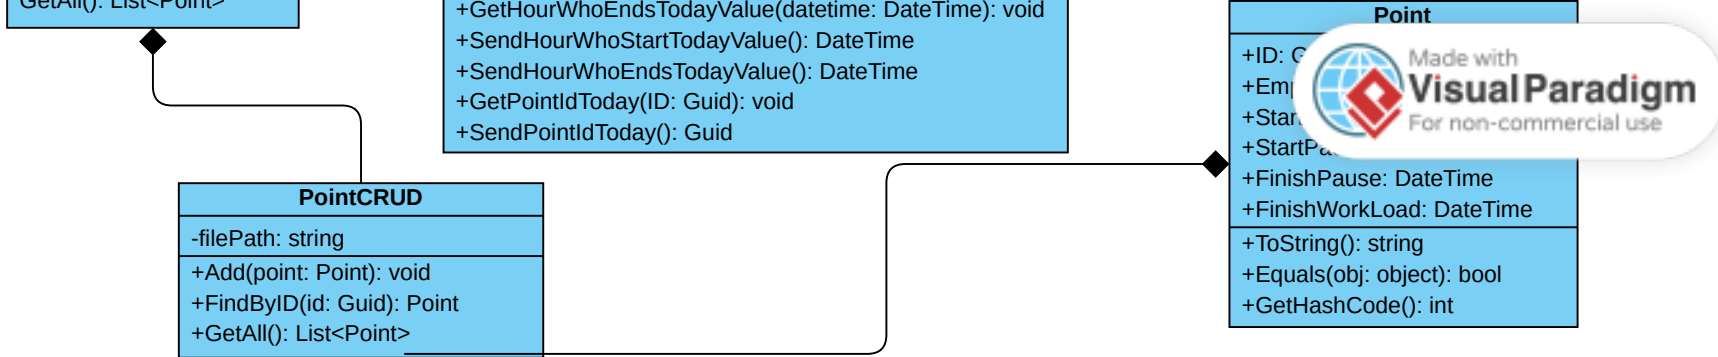 GetAll(): List<Point>
+GetHourWhoEndsTodayValue(datetime: DateTime): void
+SendHourWhoStartTodayValue(): DateTime
+SendHourWhoEndsTodayValue(): DateTime
+GetPointIdToday(ID: Guid): void
+SendPointIdToday(): Guid
PointCRUD
-filePath: string
+Add(point: Point): void
+FindByID(id: Guid): Point
+GetAll(): List<Point>
Point
+ID:
+FinishPause: DateTime
+FinishWorkLoad: DateTime
+ToString(): string
+Equals(obj: object): bool
+GetHashCode(): int
Made with
Visual Paradigm
For non-commercial use